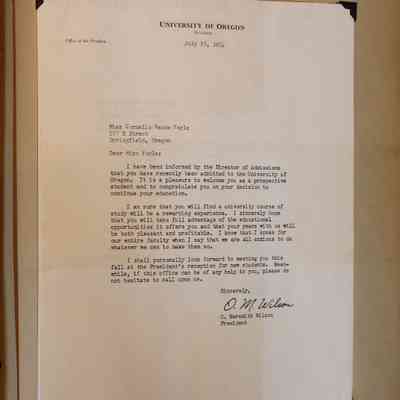 UNIVERSITY OF OREGON
Office of the President
July 19, 1954
Miss Cornelia
Street
Springfield, Oregon
Dear Miss Fogle:
I have been informed by the Director of Admissions
that you have recently been admitted to the University of
Oregon. It is a pleasure to welcome you as a prospective
student and to congratulate you on your decision to
continue your education.
I am sure that you will find a university course of
study will be a rewarding experience. I sincerely hope
that you will take full advantage of the educational
opportunities it offers you and that your years with us will
be both pleasant and profitable. I know that I speak for
our entire faculty when I say that we are all anxious to do
whatever we can to make them so.
I shall personally look forward to meeting you this
fall at the President's reception for new students. Mean-
while, if this office can be of any help to you, please do
not hesitate to call upon us.
Sincerely,
O. M. Wilson
O. Meredith Wilson
President